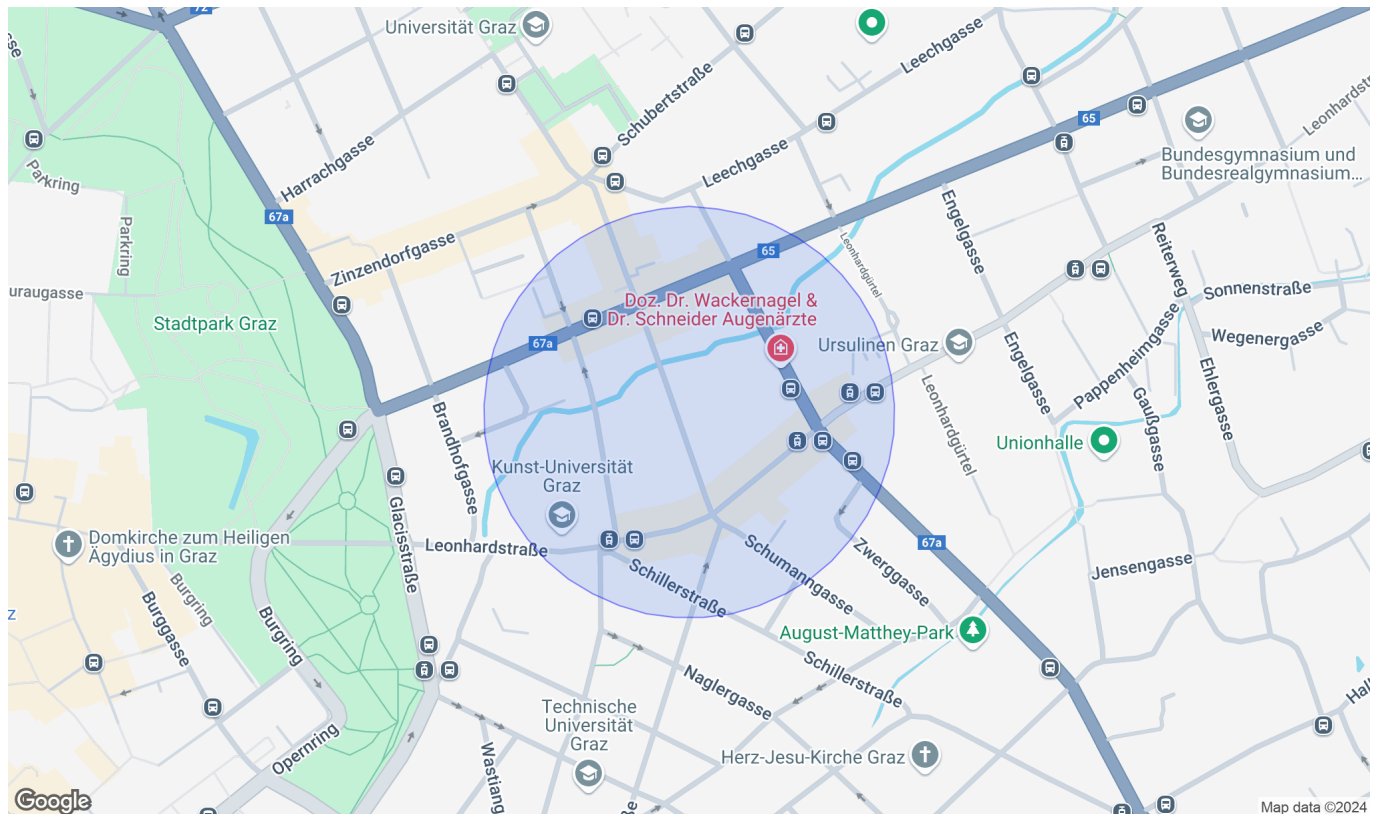 72
Universität Graz
Leechgasse
Schubertstraße
65
Leonhardstr
Bundesgymnasium und
Bundesrealgymnasium...
Harrachgasse
Leechgasse
Parkring
67a
Parkring
Engelgasse
Leonhardgürtel
Reiterweg
Zinzendorfgasse
65
uraugasse
Sonnenstraße
Doz. Dr. Wackernagel &
Dr. Schneider Augenärzte
Stadtpark Graz
Wegenergasse
67a
Ursulinen Graz
Engelgasse
Pappenheimgasse
Ehlergasse
Leonhardgürtel
Gaußgasse
Brandhofgasse
Unionhalle
Kunst-Universität
Graz
Glacisstraße
Domkirche zum Heiligen
Ägydius in Graz
Leonhardstraße
67a
Schumanngasse
Zwerggasse
Jensengasse
Schillerstraße
Burgring
Burggasse
z
Burgring
August-Matthey-Park
Schillerstraße
Naglergasse
Hall
Technische
Universität
Graz
Opernring
Wastiang
Herz-Jesu-Kirche Graz
Google
Map data ©2024